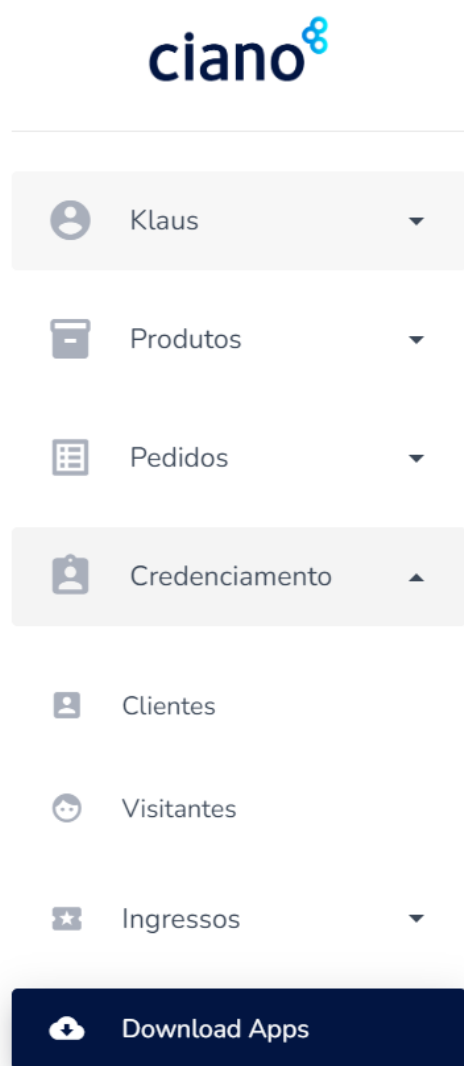 ciano
Klaus
Produtos
Pedidos
Credenciamento
Clientes
Visitantes
Ingressos
Download Apps